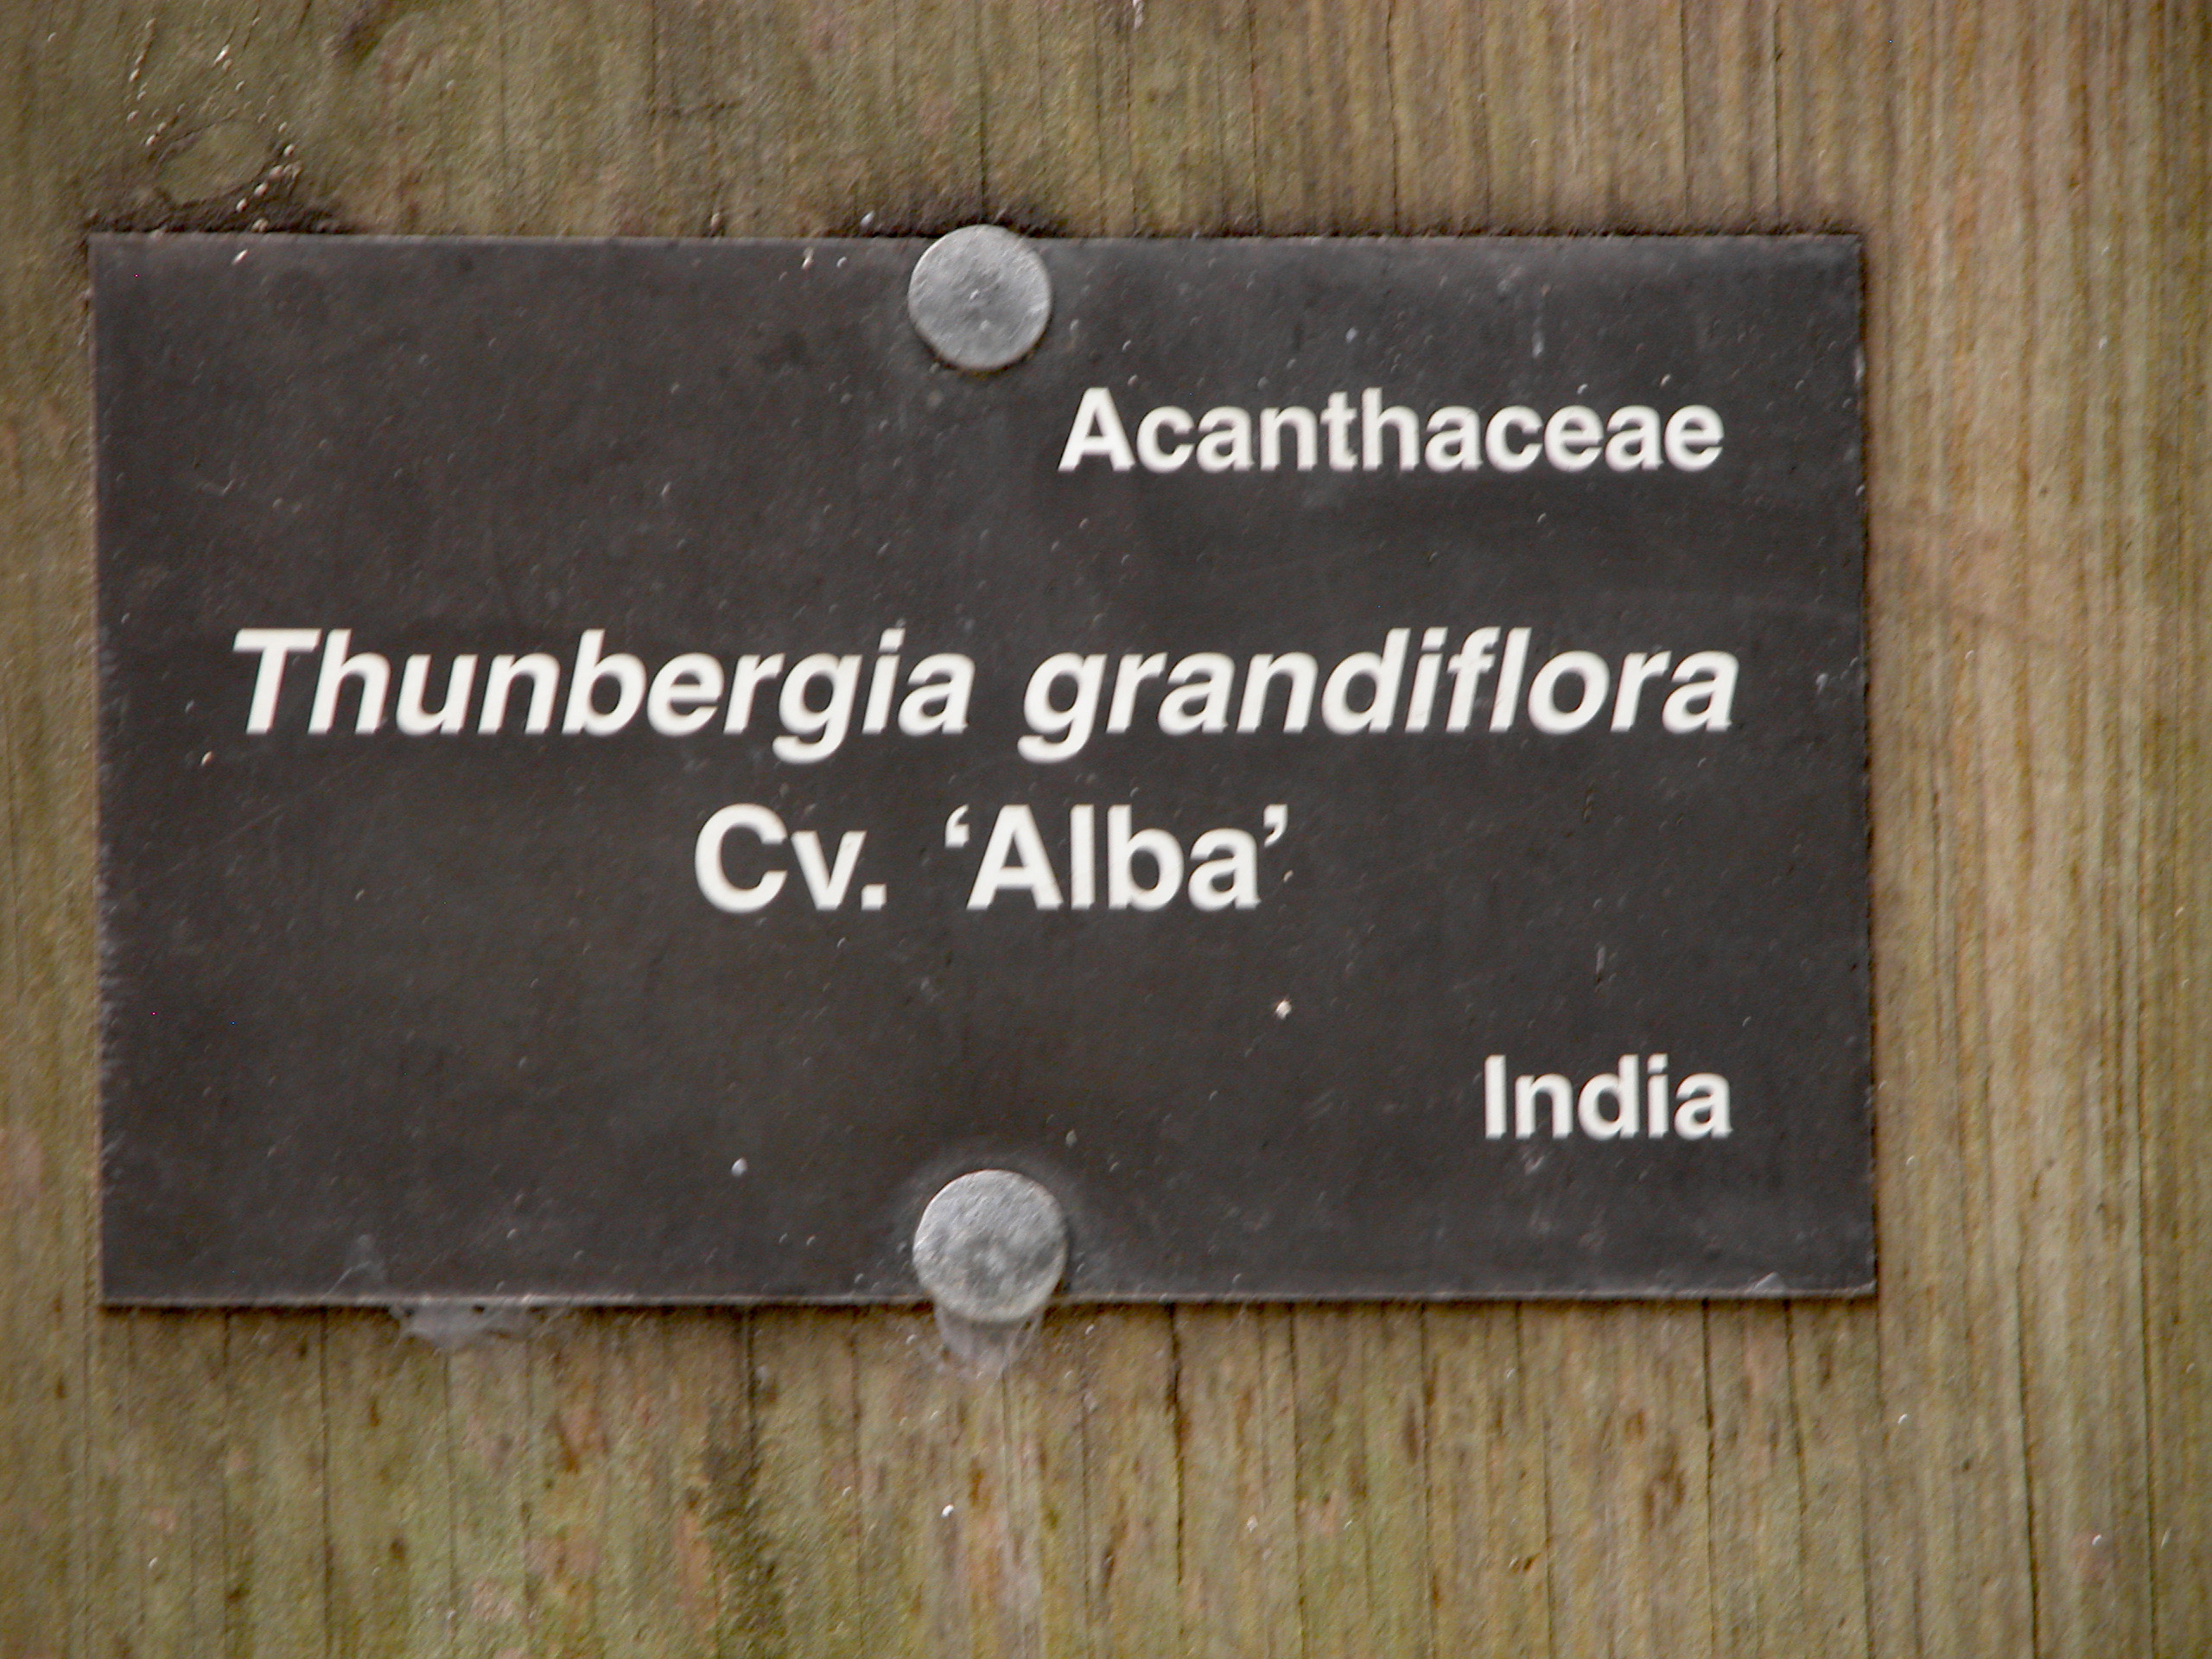 Acanthaceae
Thunbergia grandiflora
Cv. ‘Alba’
India